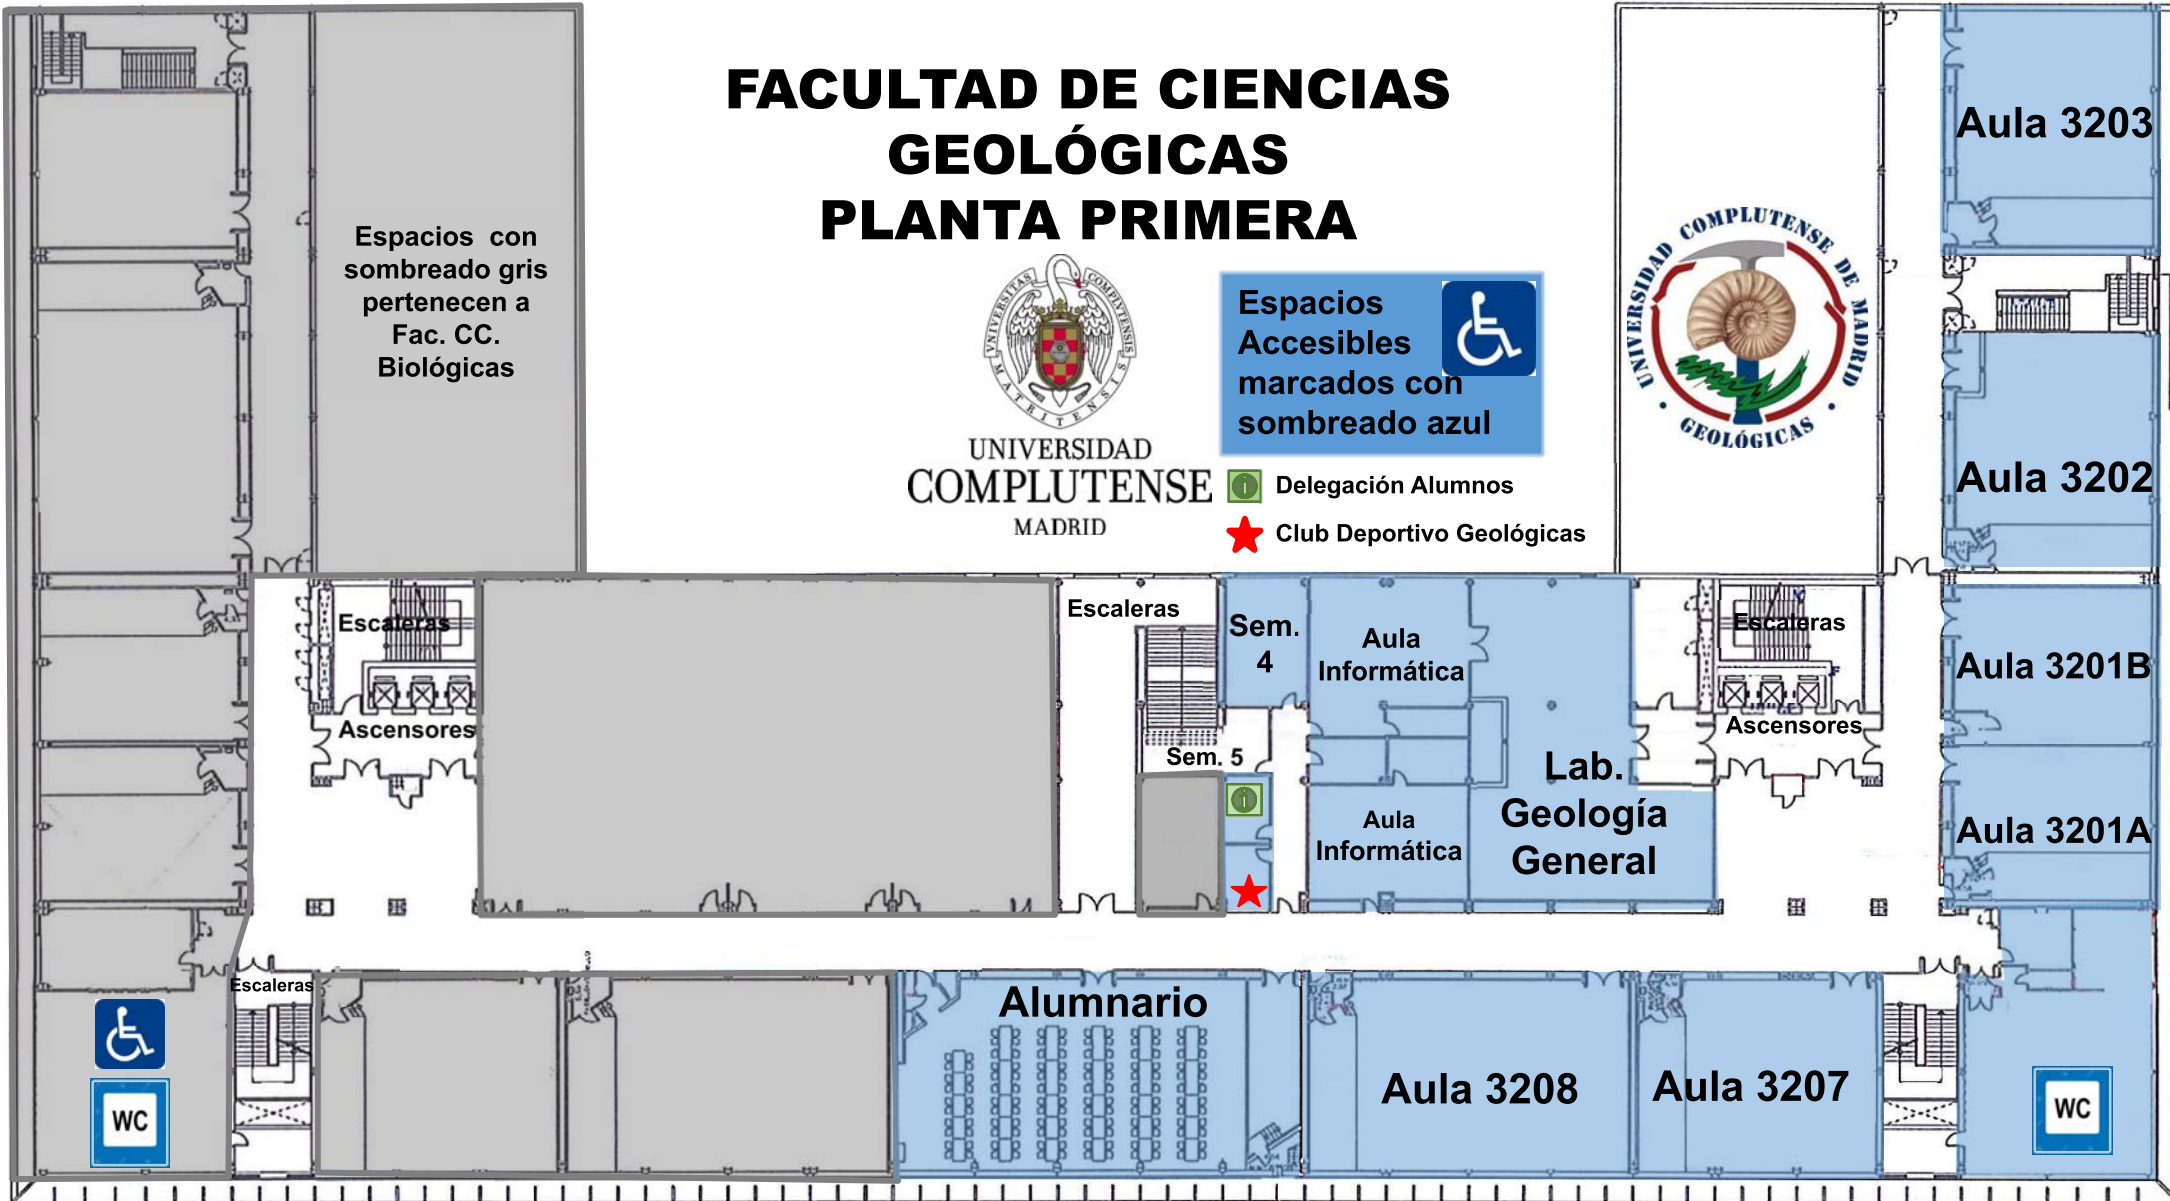 FACULTAD DE CIENCIAS
GEOLÓGICAS
PLANTA PRIMERA
Espacios con
sombreado gris
pertenecen a
Fac. CC.
Biológicas
VNIVERSITAS
COMPLVTENSIS
MATRITENSIS
UNIVERSIDAD
COMPLUTENSE
MADRID
Espacios
Accesibles
marcados con
sombreado azul
i Delegación Alumnos
Club Deportivo Geológicas
UNIVERSIDAD COMPLUTENSE DE MADRID
GEOLÓGICAS
Aula 3203
Aula 3202
Aula 3201B
Aula 3201A
Escaleras
Ascensores
Escaleras
Sem.
4
Aula
Informática
Sem. 5
i
Aula
Informática
Lab.
Geología
General
Escaleras
Ascensores
Escaleras
WC
Alumnario
Aula 3208
Aula 3207
WC